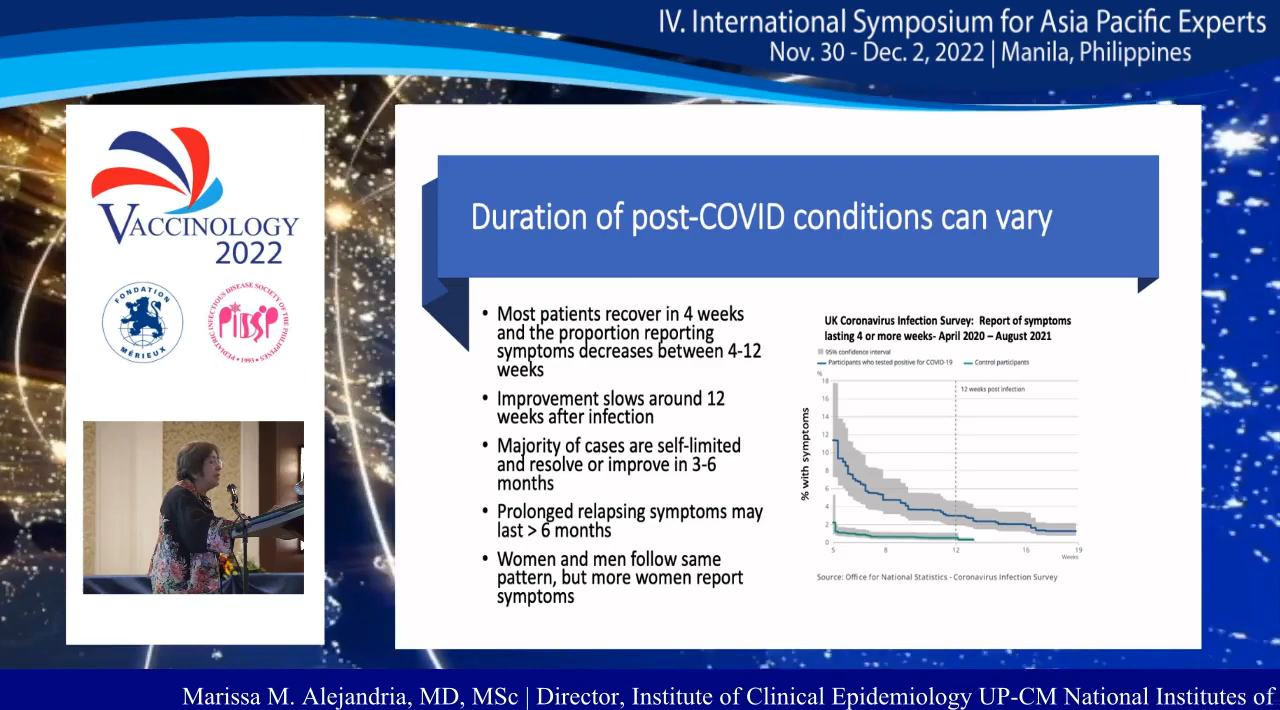 IV. International Symposium for Asia Pacific Experts
Nov. 30 - Dec. 2, 2022 | Manila, Philippines
VACCINOLOGY
2022
FONDATION
MÉRIEUX
PEDIATRIC INFECTIOUS DISEASE SOCIETY OF THE PHILIPPINES
PIDSP
• 1993 •
Duration of post-COVID conditions can vary
• Most patients recover in 4 weeks
and the proportion reporting
symptoms decreases between 4-12
weeks
• Improvement slows around 12
weeks after infection
• Majority of cases are self-limited
and resolve or improve in 3-6
months
• Prolonged relapsing symptoms may
last > 6 months
• Women and men follow same
pattern, but more women report
symptoms
UK Coronavirus Infection Survey: Report of symptoms
lasting 4 or more weeks- April 2020 – August 2021
95% confidence interval
Participants who tested positive for COVID-19 Control participants
%
18
16
14
12
10
8
6
4
2
0
% with symptoms
12 weeks post infection
5 8 12 16 19
Weeks
Source: Office for National Statistics - Coronavirus Infection Survey
Marissa M. Alejandria, MD, MSc | Director, Institute of Clinical Epidemiology UP-CM National Institutes of